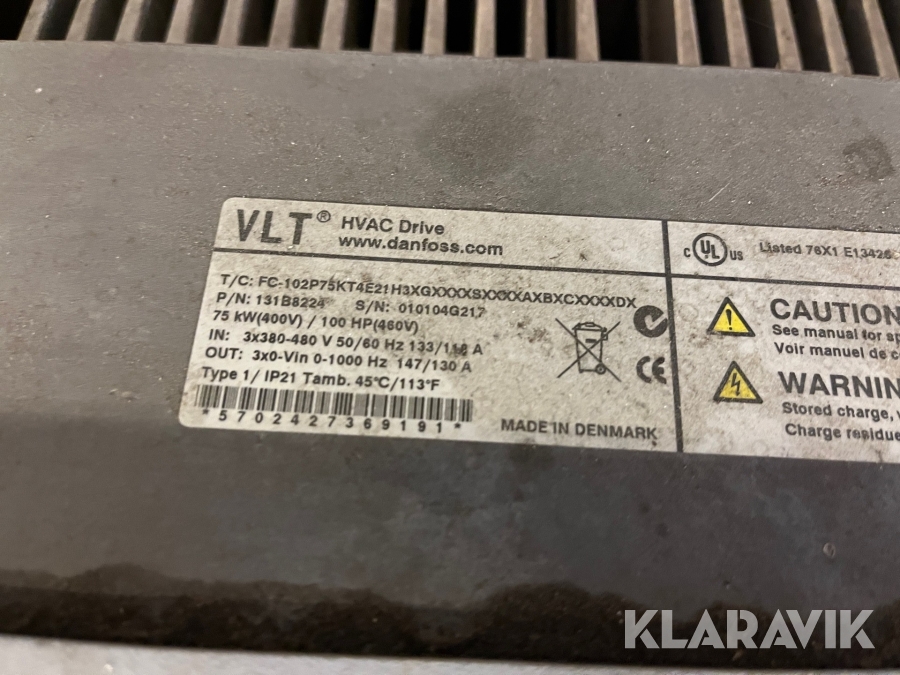 VLT® HVAC Drive
www.danfoss.com
T/C: FC-102P75KT4E21H3XGXXXXSXXXXAXBXCXXXXDX
P/N: 131B8224 S/N: 010104G217
75 kW(400V) / 100 HP(460V)
IN: 3x380-480 V 50/60 Hz 133/118 A
OUT: 3x0-Vin 0-1000 Hz 147/130 A
Type 1/ IP21 Tamb. 45°C/113°F
*5702427369191*
MADE IN DENMARK
CE
c UL us Listed 76X1 E13426
CAUTION
See manual for
Voir manuel de
WARNIN
Stored charge,
Charge residue
KLARAVIK